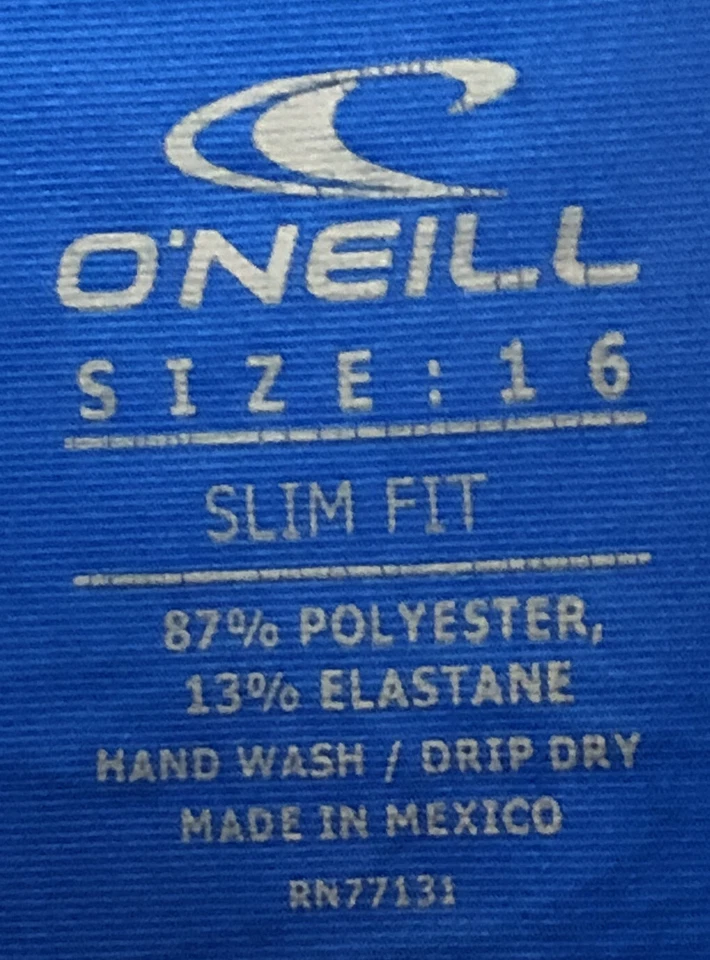 O'NEILL
SIZE: 16
SLIM FIT
87% POLYESTER,
13% ELASTANE
HAND WASH / DRIP DRY
MADE IN MEXICO
RN77131